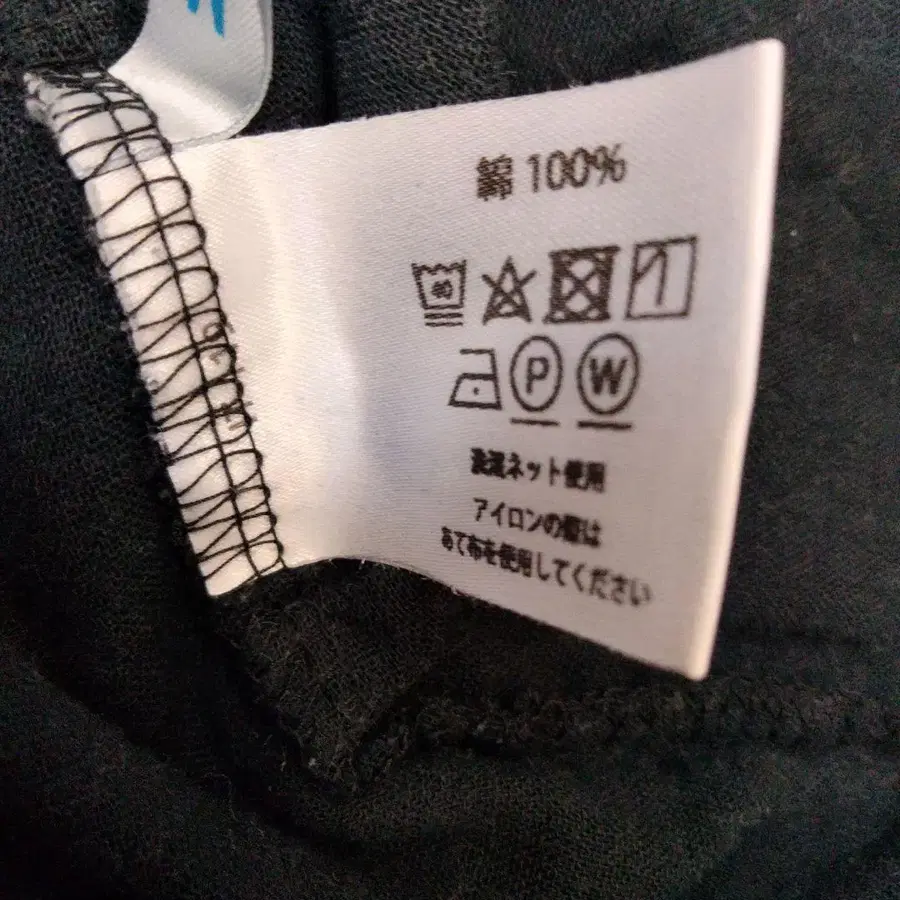 綿 100%
40
P W
洗濯ネット使用
アイロンの際は
あて布を使用してください